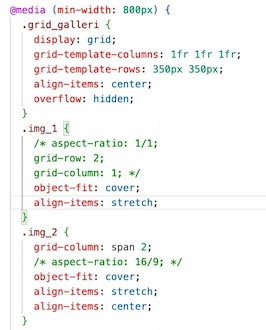 @media (min-width: 800px) {
.grid_galleri {
display: grid;
grid-template-columns: 1fr 1fr 1fr;
grid-template-rows: 350px 350px;
align-items: center;
overflow: hidden;
}
.img_1 {
/* aspect-ratio: 1/1;
grid-row: 2;
grid-column: 1; */
object-fit: cover;
align-items: stretch;
}
.img_2 {
grid-column: span 2;
/* aspect-ratio: 16/9; */
object-fit: cover;
align-items: stretch;
align-items: center;
}